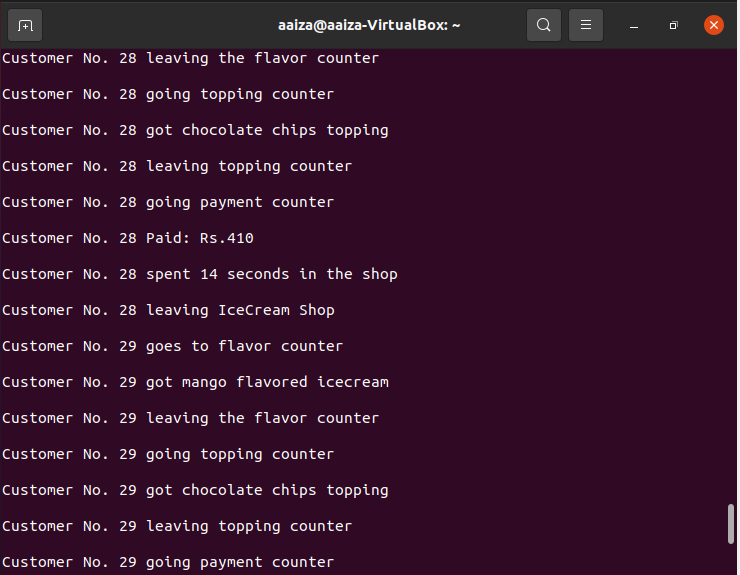 aaiza@aaiza-VirtualBox: ~
Customer No. 28 leaving the flavor counter
Customer No. 28 going topping counter
Customer No. 28 got chocolate chips topping
Customer No. 28 leaving topping counter
Customer No. 28 going payment counter
Customer No. 28 Paid: Rs.410
Customer No. 28 spent 14 seconds in the shop
Customer No. 28 leaving IceCream Shop
Customer No. 29 goes to flavor counter
Customer No. 29 got mango flavored icecream
Customer No. 29 leaving the flavor counter
Customer No. 29 going topping counter
Customer No. 29 got chocolate chips topping
Customer No. 29 leaving topping counter
Customer No. 29 going payment counter